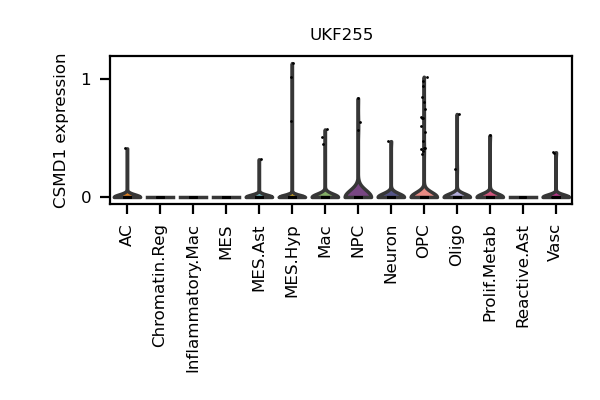 UKF255
CSMD1 expression
1
0
AC
Chromatin.Reg
Inflammatory.Mac
MES
MES.Ast
MES.Hyp
Mac
NPC
Neuron
OPC
Oligo
Prolif.Metab
Reactive.Ast
Vasc